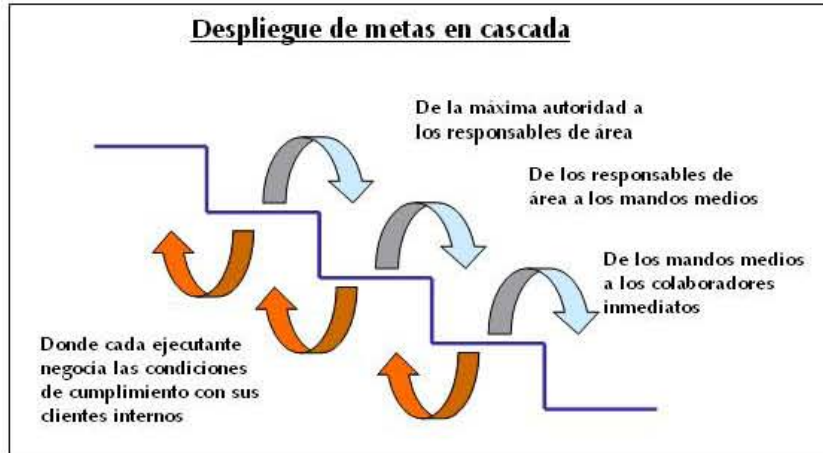 Despliegue de metas en cascada
De la máxima autoridad a
los responsables de área
De los responsables de
área a los mandos medios
De los mandos medios
a los colaboradores
inmediatos
Donde cada ejecutante
negocia las condiciones
de cumplimiento con sus
clientes internos